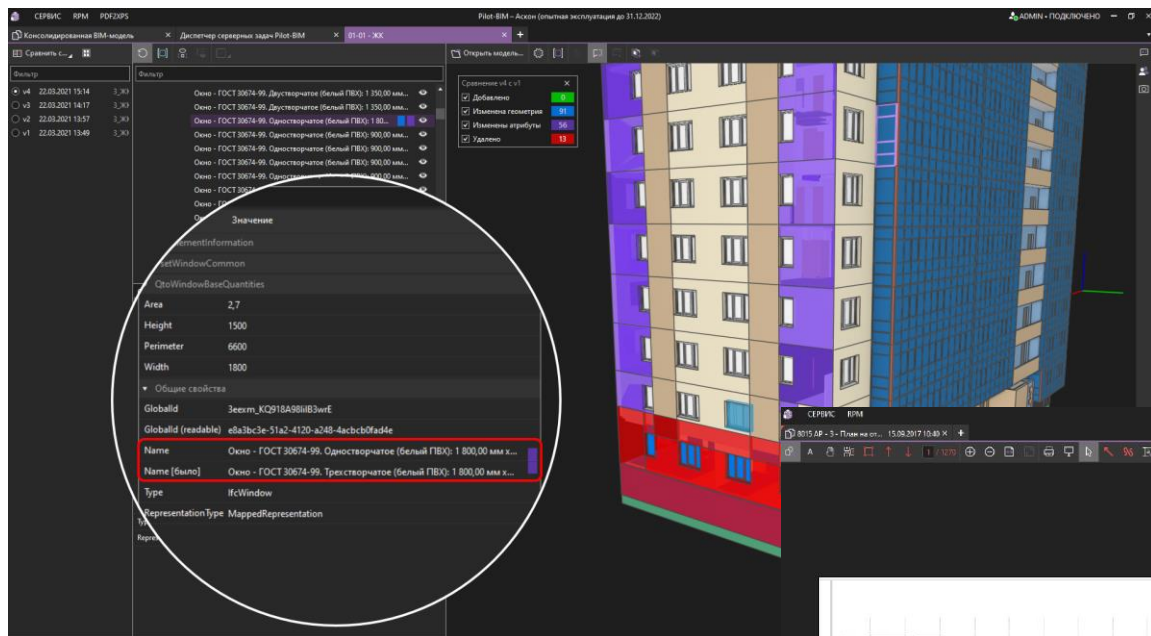 СЕРВИС RPM PDF2XPS
Pilot-BIM – Аскон (опытная эксплуатация до 31.12.2022)
ADMIN • ПОДКЛЮЧЕНО
Консолидированная BIM-модель ×
Диспетчер серверных задач Pilot-BIM ×
01-01 - ЖК × +
Сравнить с...
Открыть модель...
Фильтр
Фильтр
v4 22.03.2021 15:14
v3 22.03.2021 14:17
v2 22.03.2021 13:57
v1 22.03.2021 13:49
Окно - ГОСТ 30674-99. Двустворчатое (белый ПВХ): 1 350,00 мм...
Окно - ГОСТ 30674-99. Двустворчатое (белый ПВХ): 1 350,00 мм...
Окно - ГОСТ 30674-99. Одностворчатое (белый ПВХ): 1 80...
Окно - ГОСТ 30674-99. Одностворчатое (белый ПВХ): 900,00 мм...
Окно - ГОСТ 30674-99. Одностворчатое (белый ПВХ): 900,00 мм...
Окно - ГОСТ 30674-99. Одностворчатое (белый ПВХ): 900,00 мм...
Сравнение v4 с v1 ×
Добавлено 0
Изменена геометрия 91
Изменены атрибуты 56
Удалено 13
Значение
ementInformation
setWindowCommon
QtoWindowBaseQuantities
Area 2,7
Height 1500
Perimeter 6600
Width 1800
Общие свойства
GlobalId 3eexm_KQ918A98IilB3wrE
GlobalId (readable) e8a3bc3e-51a2-4120-a248-4acbcb0fad4e
Name Окно - ГОСТ 30674-99. Одностворчатое (белый ПВХ): 1 800,00 мм x...
Name [было] Окно - ГОСТ 30674-99. Трехстворчатое (белый ПВХ): 1 800,00 мм x...
Type IfcWindow
RepresentationType MappedRepresentation
СЕРВИС RPM
8015 АР - 3 - План на от... 15.09.2017 10:40 × +
1 / 1270